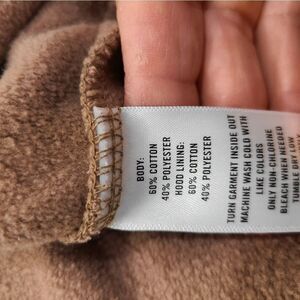 BODY:
60% COTTON
40% POLYESTER
HOOD LINING:
60% COTTON
40% POLYESTER
TURN GARMENT INSIDE OUT
MACHINE WASH COLD WITH
LIKE COLORS
ONLY NON-CHLORINE
BLEACH WHEN NEEDED
TUMBLE DRY LOW